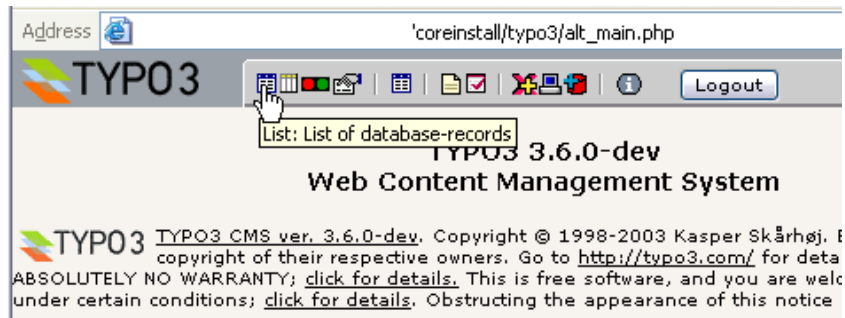 Address 'coreinstall/typo3/alt_main.php
TYPO3 Logout
List: List of database-records
TYPO3 3.6.0-dev
Web Content Management System
TYPO3 TYPO3 CMS ver. 3.6.0-dev. Copyright © 1998-2003 Kasper Skårhøj.
copyright of their respective owners. Go to http://typo3.com/ for deta
ABSOLUTELY NO WARRANTY; click for details. This is free software, and you are welc
under certain conditions; click for details. Obstructing the appearance of this notice